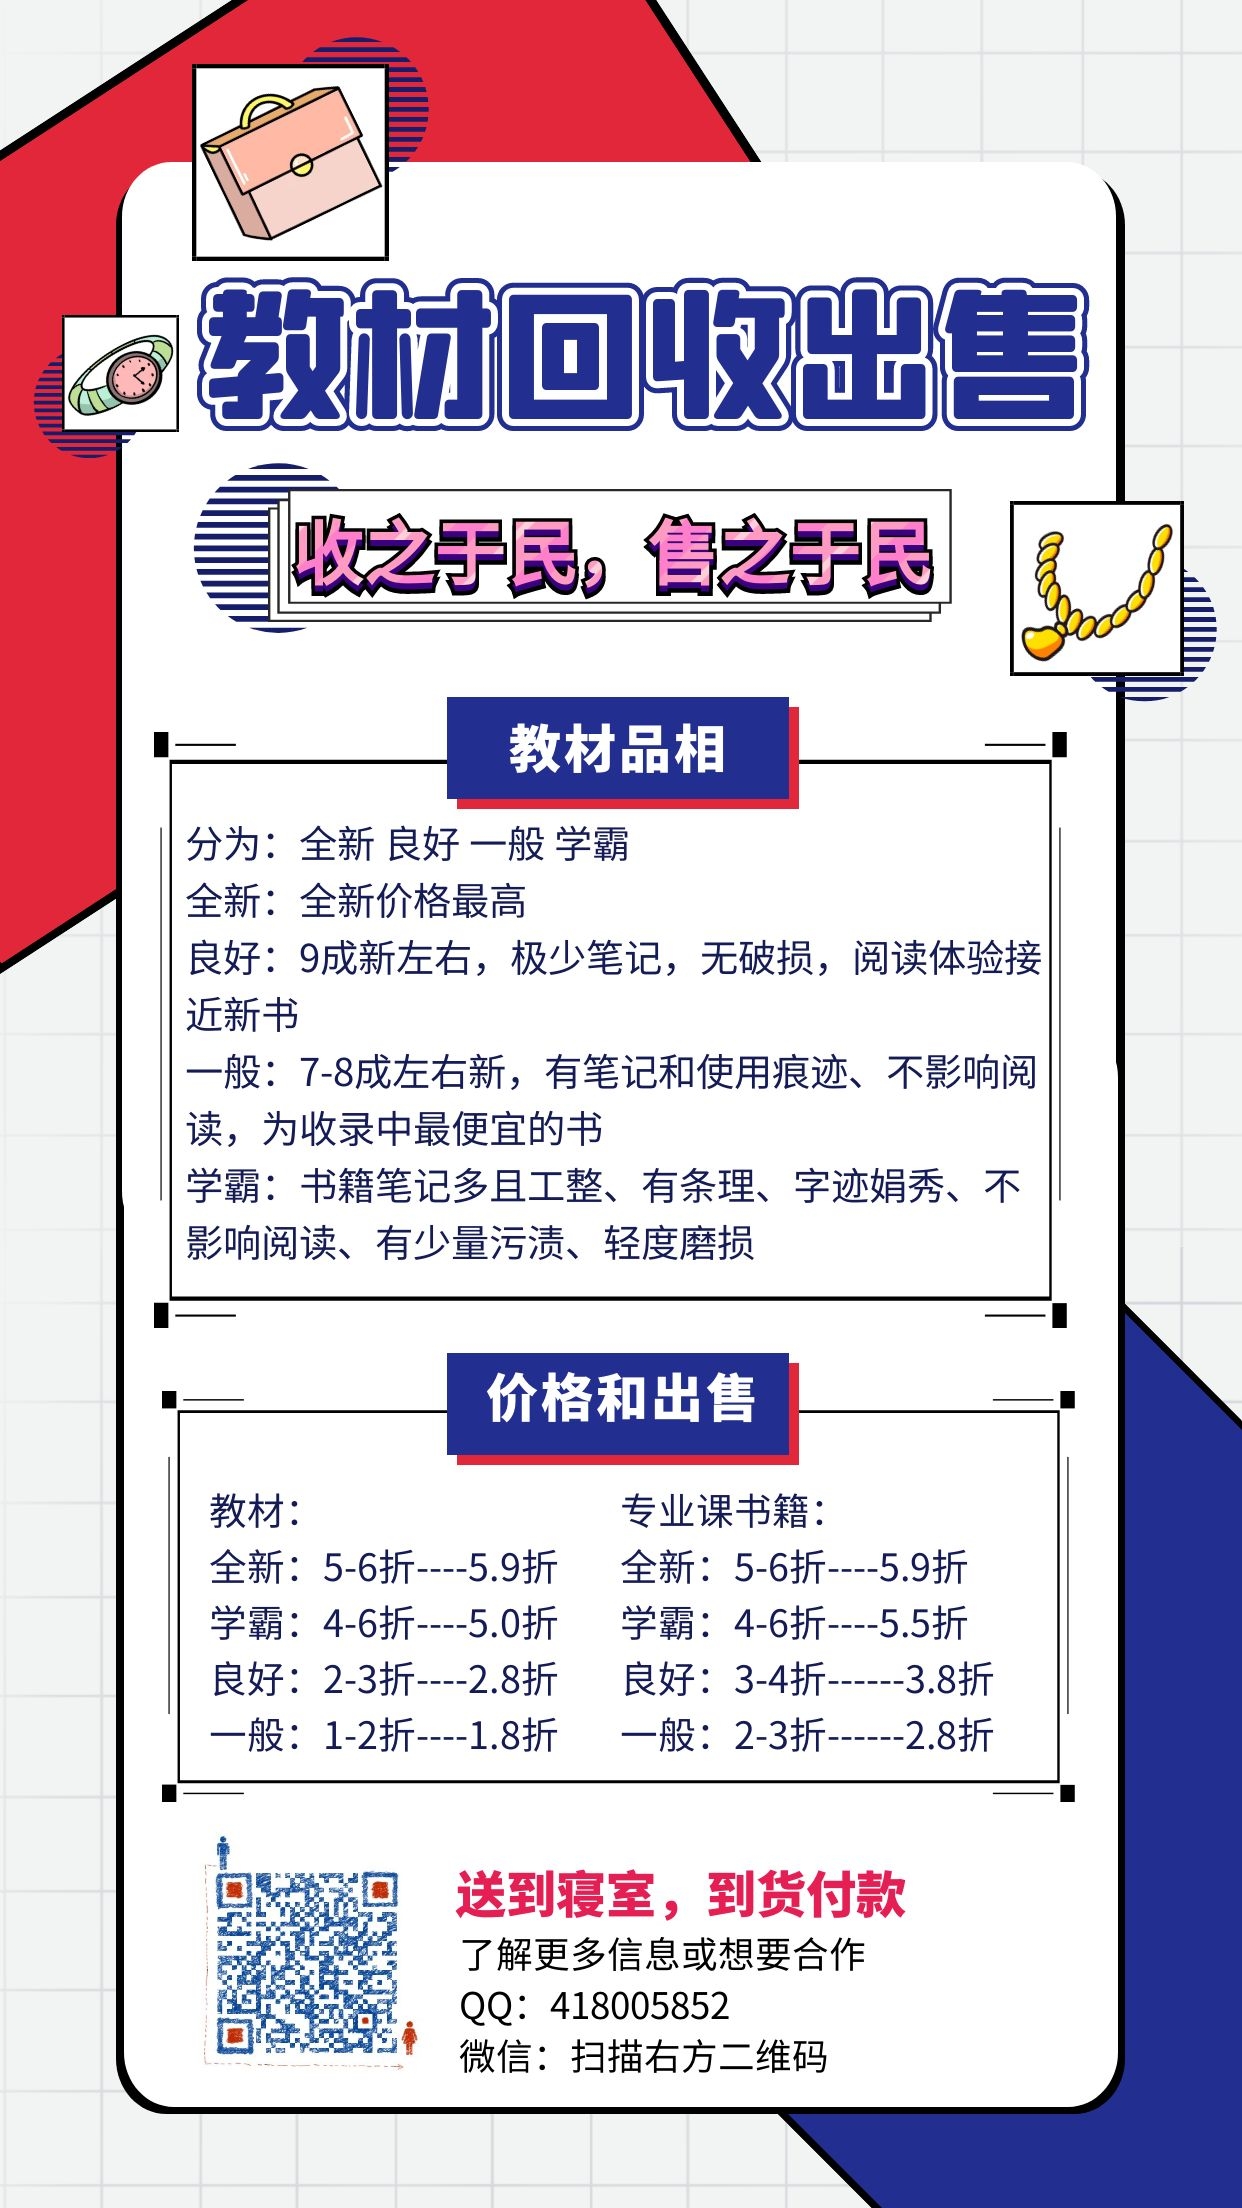 教材回收出售
收之于民，售之于民
教材品相
分为：全新 良好 一般 学霸
全新：全新价格最高
良好：9成新左右，极少笔记，无破损，阅读体验接
近新书
一般：7-8成左右新，有笔记和使用痕迹、不影响阅
读，为收录中最便宜的书
学霸：书籍笔记多且工整、有条理、字迹娟秀、不
影响阅读、有少量污渍、轻度磨损
价格和出售
教材：
全新：5-6折----5.9折
学霸：4-6折----5.0折
良好：2-3折----2.8折
一般：1-2折----1.8折
专业课书籍：
全新：5-6折----5.9折
学霸：4-6折----5.5折
良好：3-4折------3.8折
一般：2-3折------2.8折
送到寝室，到货付款
了解更多信息或想要合作
QQ：418005852
微信：扫描右方二维码